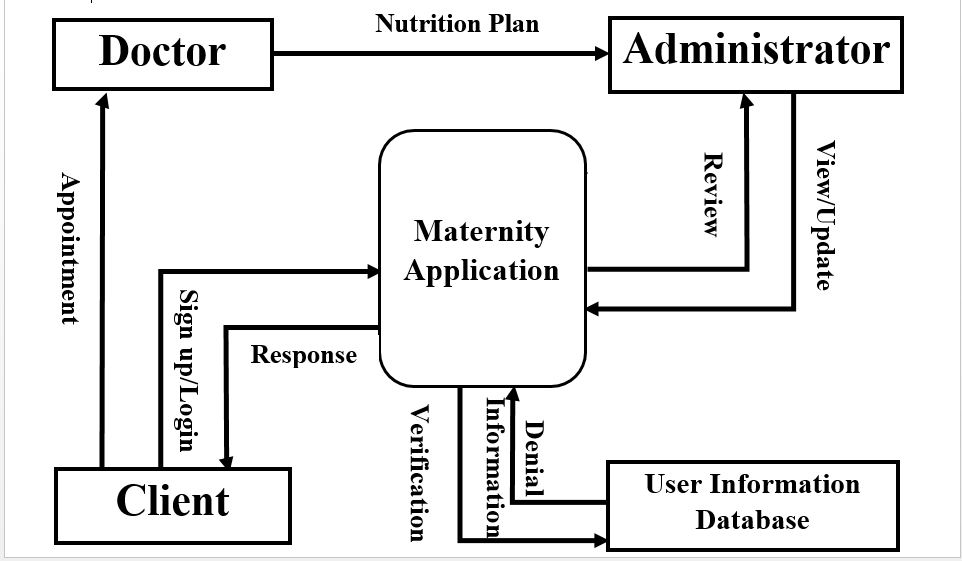 Nutrition Plan
Doctor
Administrator
Appointment
Review
View/Update
Maternity
Application
Sign up/Login
Response
Verification
Information
Denial
Client
User Information
Database